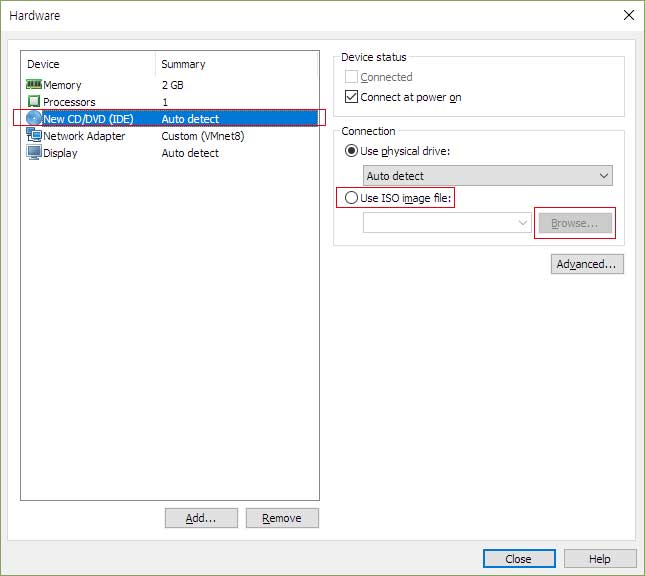 Hardware
Device Summary
Memory 2 GB
Processors 1
New CD/DVD (IDE) Auto detect
Network Adapter Custom (VMnet8)
Display Auto detect
Add... Remove
Device status
Connected
Connect at power on
Connection
Use physical drive:
Auto detect
Use ISO image file:
Browse...
Advanced...
Close Help